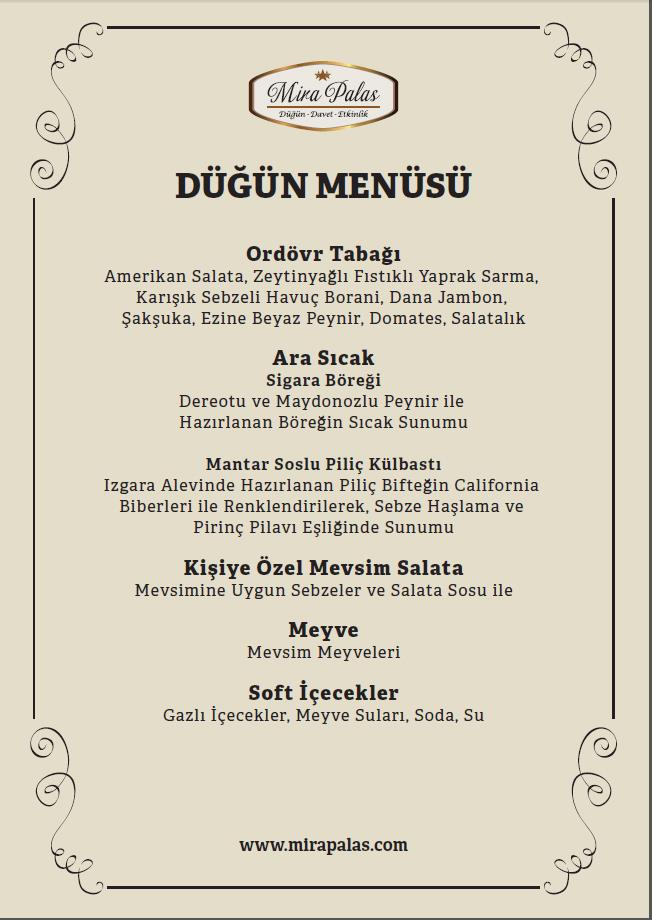 Mira Palas
Düğün - Davet - Etkinlik
DÜĞÜN MENÜSÜ
Ordövr Tabağı
Amerikan Salata, Zeytinyağlı Fıstıklı Yaprak Sarma,
Karışık Sebzeli Havuç Borani, Dana Jambon,
Şakşuka, Ezine Beyaz Peynir, Domates, Salatalık
Ara Sıcak
Sigara Böreği
Dereotu ve Maydonozlu Peynir ile
Hazırlanan Böreğin Sıcak Sunumu
Mantar Soslu Piliç Külbastı
Izgara Alevinde Hazırlanan Piliç Bifteğin California
Biberleri ile Renklendirilerek, Sebze Haşlama ve
Pirinç Pilavı Eşliğinde Sunumu
Kişiye Özel Mevsim Salata
Mevsimine Uygun Sebzeler ve Salata Sosu ile
Meyve
Mevsim Meyveleri
Soft İçecekler
Gazlı İçecekler, Meyve Suları, Soda, Su
www.mirapalas.com